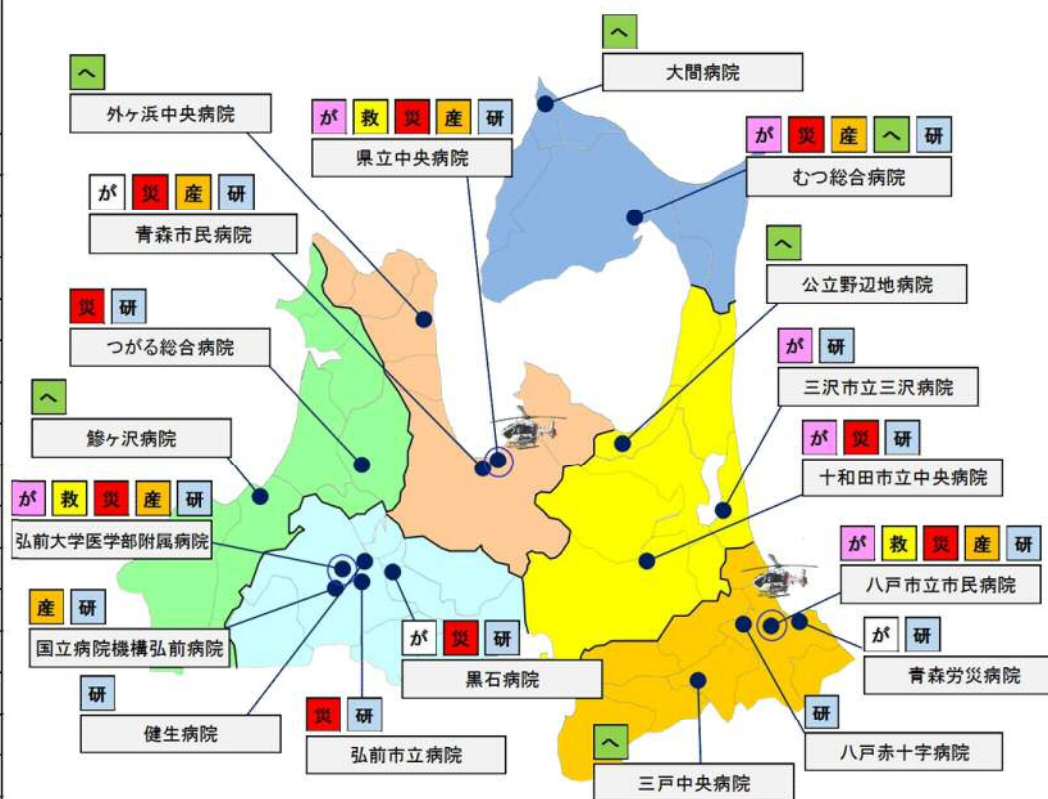 へ
大間病院
へ
外ヶ浜中央病院
が 救 災 産 研
県立中央病院
が 災 産 へ 研
むつ総合病院
が 災 産 研
青森市民病院
へ
公立野辺地病院
災 研
つがる総合病院
が 研
三沢市立三沢病院
へ
鰺ヶ沢病院
が 災 研
十和田市立中央病院
が 救 災 産 研
弘前大学医学部附属病院
が 救 災 産 研
八戸市立市民病院
産 研
国立病院機構弘前病院
が 災 研
黒石病院
が 研
青森労災病院
研
健生病院
災 研
弘前市立病院
研
八戸赤十字病院
へ
三戸中央病院